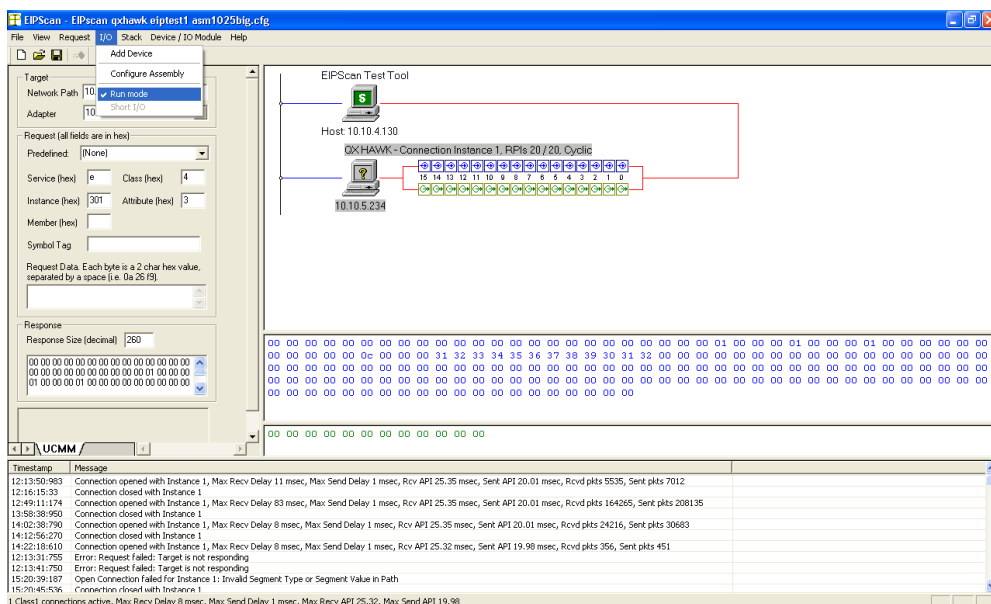 EIPScan - EIPscan qxhawk eiptest1 asm1025big.cfg
File View Request I/O Stack Device / IO Module Help
Add Device
Configure Assembly
Run mode
Short I/O
Target
Network Path 10.
Adapter 10
Request (all fields are in hex)
Predefined: (None)
Service (hex) e Class (hex) 4
Instance (hex) 301 Attribute (hex) 3
Member (hex)
Symbol Tag
Request Data. Each byte is a 2 char hex value,
separated by a space (i.e. 0a 26 f9).
Response
Response Size (decimal) 260
00 00 00 00 00 00 00 00 00 00 00 00 00 00
00 00 00 00 00 00 00 00 00 00 01 00 00 00
01 00 00 00 01 00 00 00 00 00 00 00 00 00
UCMM
EIPScan Test Tool
S
Host: 10.10.4.130
QX HAWK - Connection Instance 1, RPIs 20 / 20, Cyclic
15 14 13 12 11 10 9 8 7 6 5 4 3 2 1 0
?
10.10.5.234
00 00 00 00 00 00 00 00 00 00 00 00 00 00 00 00 00 00 00 00 00 00 00 00 01 00 00 00 01 00 00 00 01 00 00 00 00 00 00
00 00 00 00 00 0c 00 00 00 31 32 33 34 35 36 37 38 39 30 31 32 00 00 00 00 00 00 00 00 00 00 00 00 00 00 00 00 00 00
00 00 00 00 00 00 00 00 00 00 00 00 00 00 00 00 00 00 00 00 00 00 00 00 00 00 00 00 00 00 00 00 00 00 00 00 00 00 00
00 00 00 00 00 00 00 00 00 00 00 00 00 00 00 00 00 00 00 00 00 00 00 00 00 00 00 00 00 00 00 00 00 00 00 00 00 00 00
00 00 00 00 00 00 00 00 00 00 00 00 00 00 00 00 00 00 00 00
00 00 00 00 00 00 00 00 00 00 00 00
Timestamp Message
12:13:50:983 Connection opened with Instance 1, Max Recv Delay 11 msec, Max Send Delay 1 msec, Rcv API 25.35 msec, Sent API 20.01 msec, Rcvd pkts 5535, Sent pkts 7012
12:16:15:33 Connection closed with Instance 1
12:49:11:174 Connection opened with Instance 1, Max Recv Delay 83 msec, Max Send Delay 1 msec, Rcv API 25.35 msec, Sent API 20.01 msec, Rcvd pkts 164265, Sent pkts 208135
13:58:38:950 Connection closed with Instance 1
14:02:38:790 Connection opened with Instance 1, Max Recv Delay 8 msec, Max Send Delay 1 msec, Rcv API 25.35 msec, Sent API 20.01 msec, Rcvd pkts 24216, Sent pkts 30683
14:12:56:270 Connection closed with Instance 1
14:22:18:610 Connection opened with Instance 1, Max Recv Delay 8 msec, Max Send Delay 1 msec, Rcv API 25.32 msec, Sent API 19.98 msec, Rcvd pkts 356, Sent pkts 451
12:13:31:755 Error: Request failed: Target is not responding
12:13:41:750 Error: Request failed: Target is not responding
15:20:39:187 Open Connection failed for Instance 1: Invalid Segment Type or Segment Value in Path
15:20:45:536 Connection closed with Instance 1
1 Class1 connections active. Max Recv Delay 8 msec, Max Send Delay 1 msec, Max Recv API 25.32, Max Send API 19.98